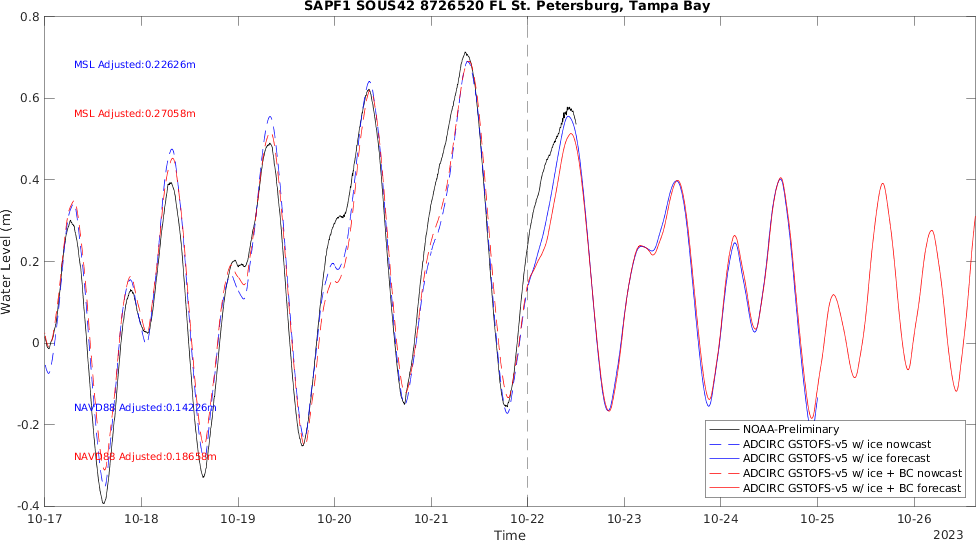 SAPF1 SOUS42 8726520 FL St. Petersburg, Tampa Bay
0.8
0.6
0.4
0.2
0
-0.2
-0.4
Water Level (m)
MSL Adjusted:0.22626m
MSL Adjusted:0.27058m
NAVD88 Adjusted:0.14226m
NAVD88 Adjusted:0.18658m
NOAA-Preliminary
ADCIRC GSTOFS-v5 w/ ice nowcast
ADCIRC GSTOFS-v5 w/ ice forecast
ADCIRC GSTOFS-v5 w/ ice + BC nowcast
ADCIRC GSTOFS-v5 w/ ice + BC forecast
10-17 10-18 10-19 10-20 10-21 10-22 10-23 10-24 10-25 10-26
Time
2023